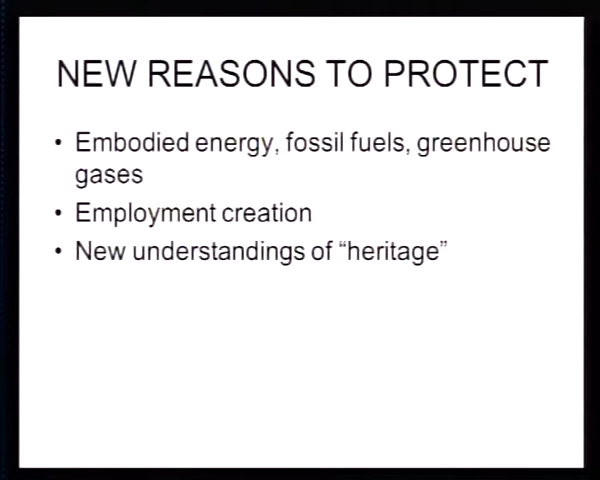 NEW REASONS TO PROTECT
• Embodied energy, fossil fuels, greenhouse
gases
• Employment creation
• New understandings of “heritage”